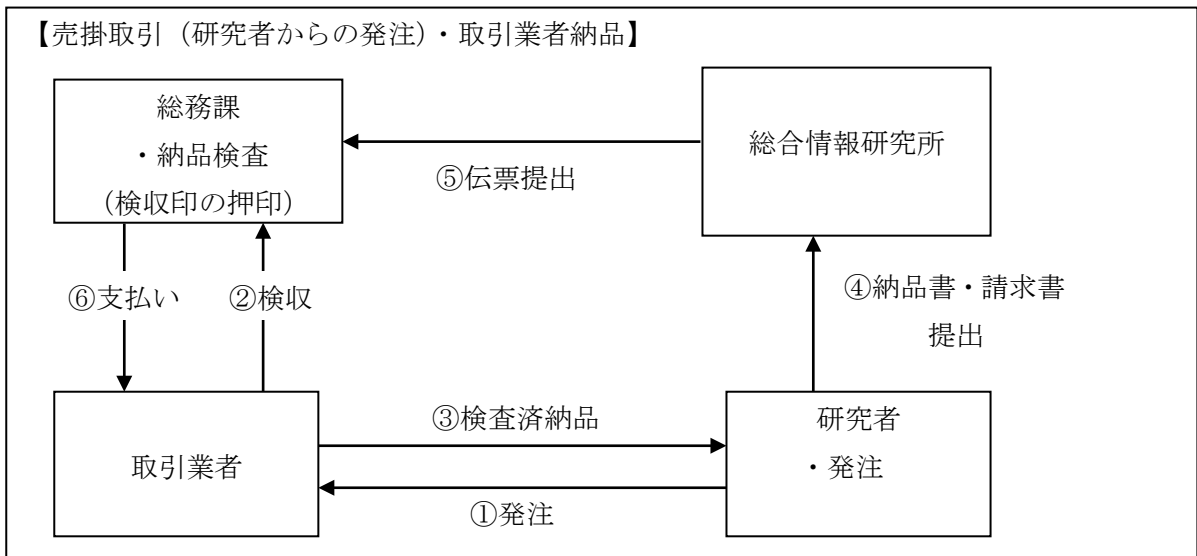 【売掛取引（研究者からの発注）・取引業者納品】
総務課
・納品検査
（検収印の押印）
総合情報研究所
⑤伝票提出
⑥支払い
②検収
④納品書・請求書
提出
取引業者
③検査済納品
研究者
・発注
①発注